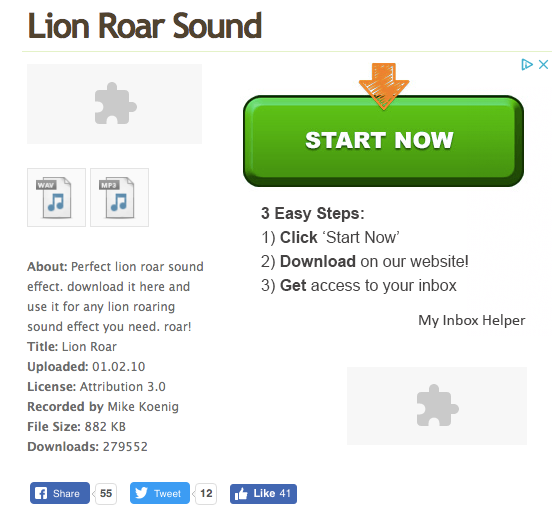 Lion Roar Sound
START NOW
WAV MP3
3 Easy Steps:
1) Click ‘Start Now’
2) Download on our website!
3) Get access to your inbox
My Inbox Helper
About: Perfect lion roar sound
effect. download it here and
use it for any lion roaring
sound effect you need. roar!
Title: Lion Roar
Uploaded: 01.02.10
License: Attribution 3.0
Recorded by Mike Koenig
File Size: 882 KB
Downloads: 279552
Share 55 Tweet 12 Like 41